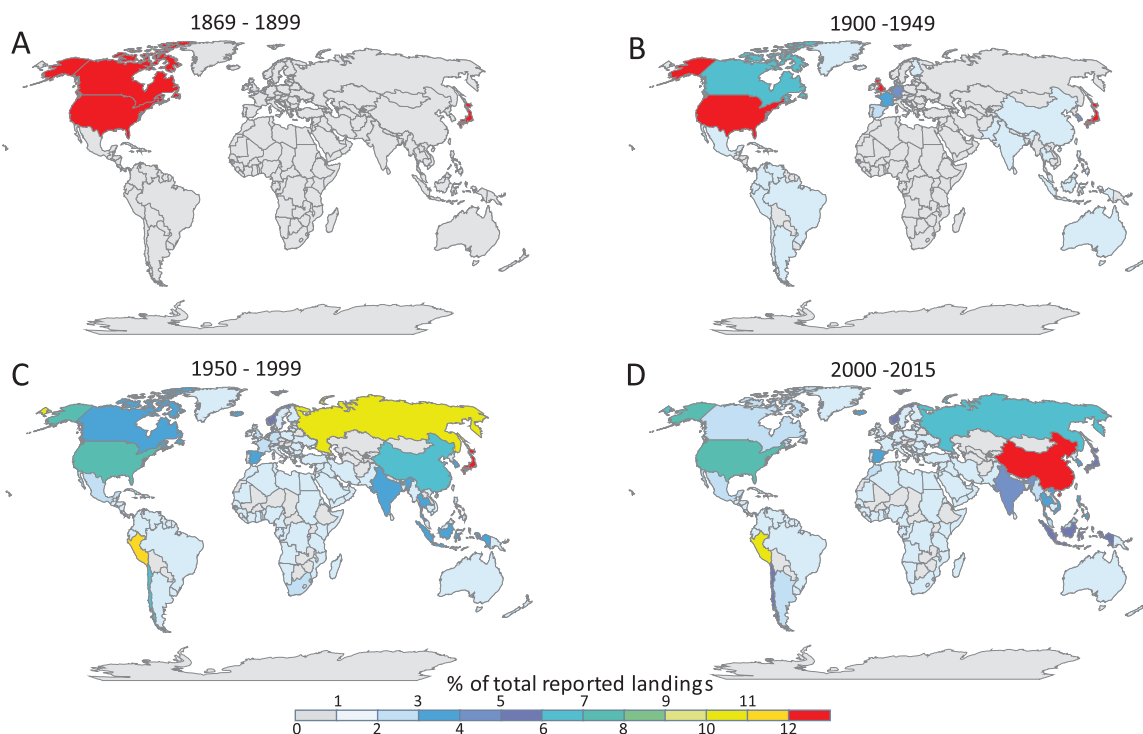 1869 - 1899
A
1900 -1949
B
1950 - 1999
C
2000 -2015
D
% of total reported landings
1 3 5 7 9 11
0 2 4 6 8 10 12